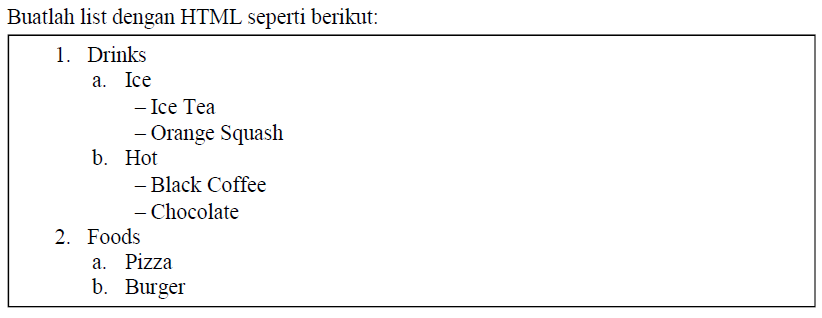 Buatlah list dengan HTML seperti berikut:
1. Drinks
a. Ice
– Ice Tea
– Orange Squash
b. Hot
– Black Coffee
– Chocolate
2. Foods
a. Pizza
b. Burger